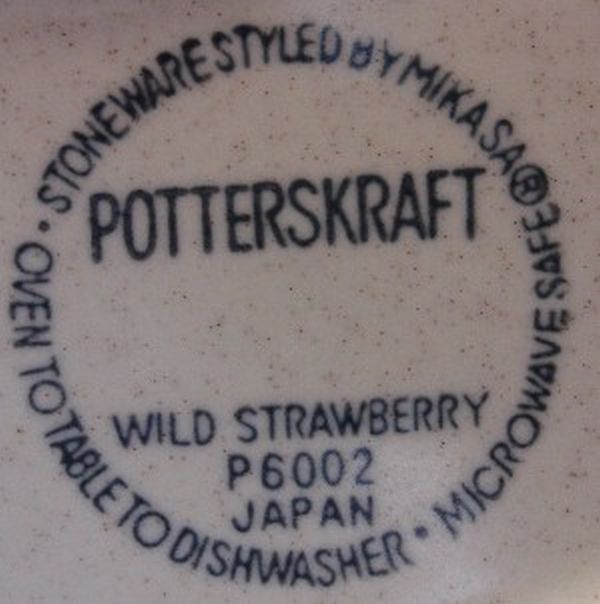 • STONEWARE STYLED BY MIKASA® MICROWAVE SAFE • OVEN TO TABLE TO DISHWASHER
POTTERSKRAFT
WILD STRAWBERRY
P6002
JAPAN